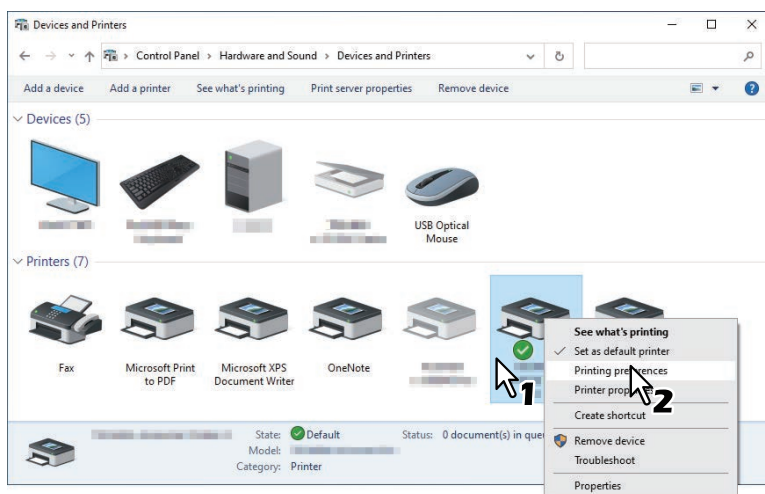 Devices and Printers
Control Panel > Hardware and Sound > Devices and Printers
Add a device Add a printer See what's printing Print server properties Remove device
Devices (5)
USB Optical
Mouse
Printers (7)
Fax
Microsoft Print
to PDF
Microsoft XPS
Document Writer
OneNote
1
See what's printing
Set as default printer
Printing
Printer
2
Create shortcut
Remove device
Troubleshoot
Properties
State: Default Status: 0 document(s) in
Model:
Category: Printer